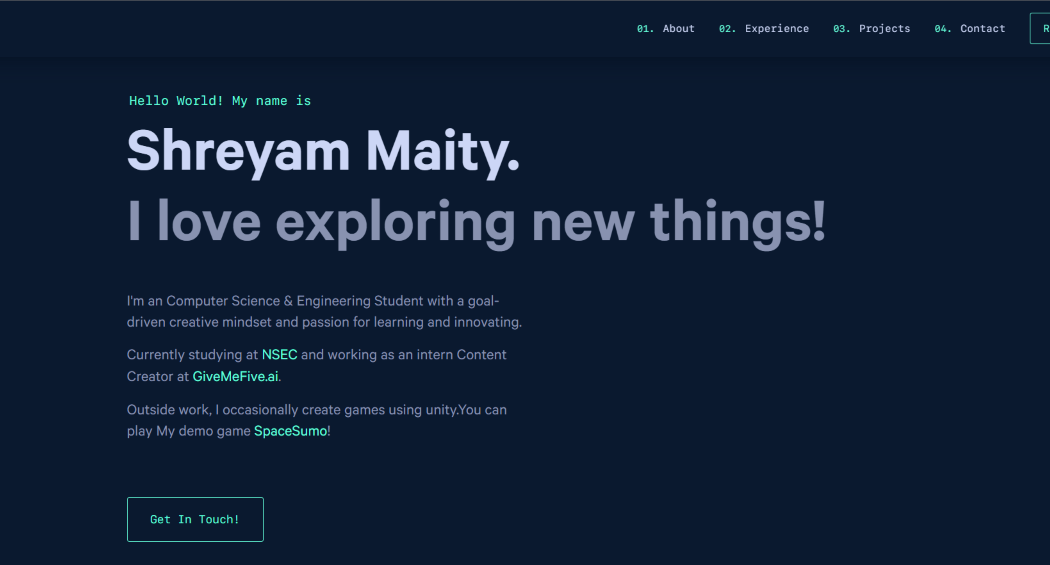 01. About 02. Experience 03. Projects 04. Contact R
Hello World! My name is
Shreyam Maity.
I love exploring new things!
I'm an Computer Science & Engineering Student with a goal-
driven creative mindset and passion for learning and innovating.
Currently studying at NSEC and working as an intern Content
Creator at GiveMeFive.ai.
Outside work, I occasionally create games using unity.You can
play My demo game SpaceSumo!
Get In Touch!